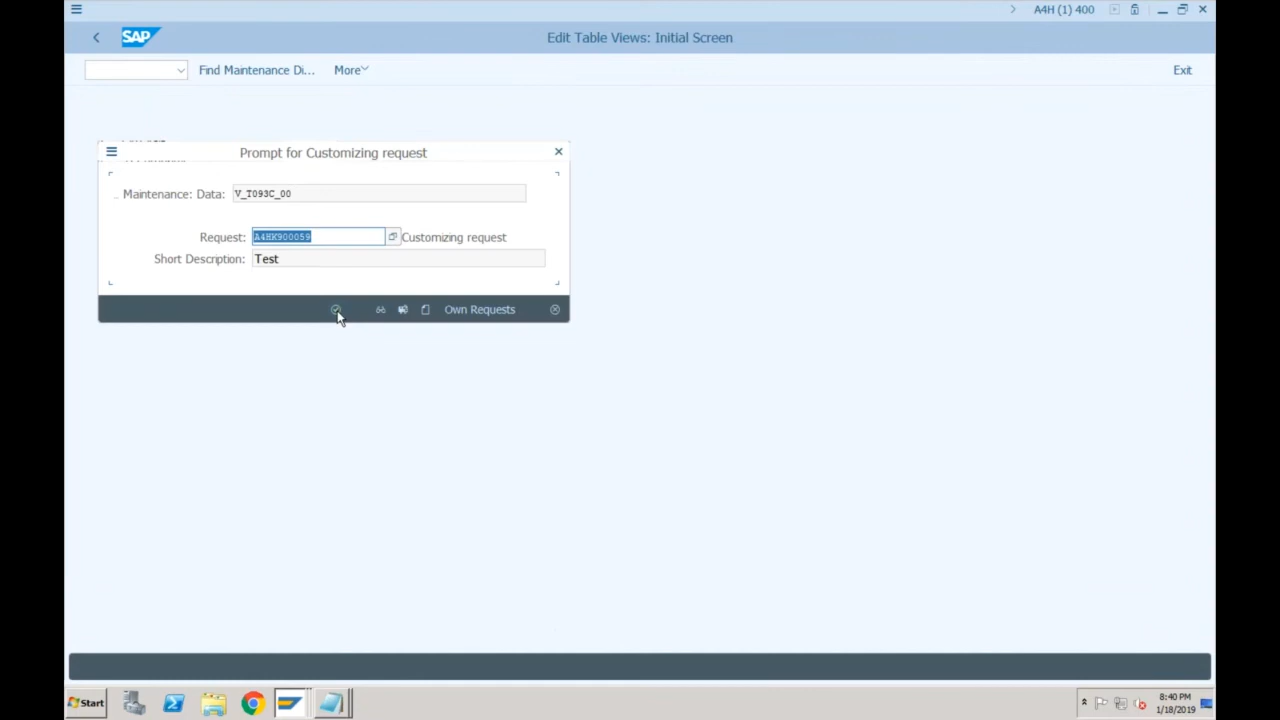 A4H (1) 400
SAP
Edit Table Views: Initial Screen
Find Maintenance Di...
More
Exit
Prompt for Customizing request
Maintenance: Data: V_T093C_00
Request: A4HK900059 Customizing request
Short Description: Test
Own Requests
Start
8:40 PM
1/18/2019